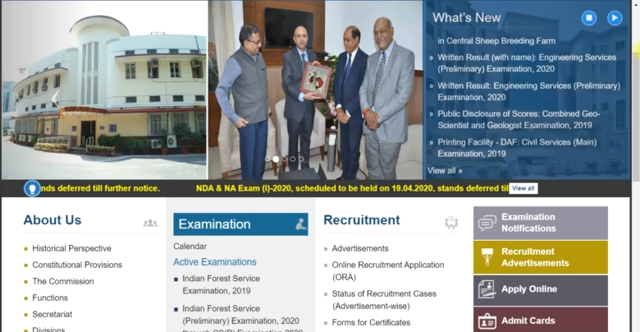 What's New
in Central Sheep Breeding Farm
» Written Result (with name): Engineering Services
(Preliminary) Examination, 2020
» Written Result: Engineering Services (Preliminary)
Examination, 2020
» Public Disclosure of Scores: Combined Geo-
Scientist and Geologist Examination, 2019
» Printing Facility - DAF: Civil Services (Main)
Examination, 2019
View all »
nds deferred till further notice. NDA & NA Exam (I)-2020, scheduled to be held on 19.04.2020, stands deferred til View all
About Us
Historical Perspective
Constitutional Provisions
The Commission
Functions
Secretariat
Divisions
Examination
Calendar
Active Examinations
Indian Forest Service
Examination, 2019
Indian Forest Service
(Preliminary) Examination, 2020
Recruitment
» Advertisements
» Online Recruitment Application
(ORA)
» Status of Recruitment Cases
(Advertisement-wise)
» Forms for Certificates
Examination
Notifications
Recruitment
Advertisements
Apply Online
Admit Cards